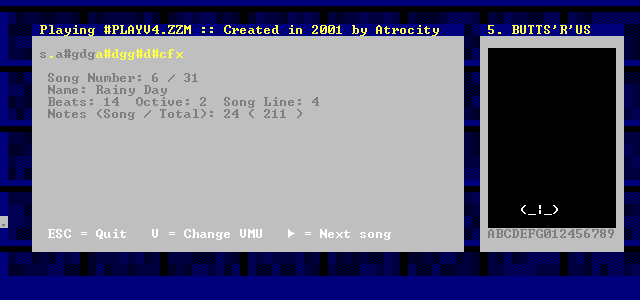 Playing #PLAYV4.ZZM :: Created in 2001 by Atrocity
s.a#gdga#dgg#d#cfx
Song Number: 6 / 31
Name: Rainy Day
Beats: 14 Octive: 2 Song Line: 4
Notes (Song / Total): 24 ( 211 )
ESC = Quit V = Change VMU ► = Next song
5. BUTTS'R'US
(_¦_)
ABCDEFG0123456789